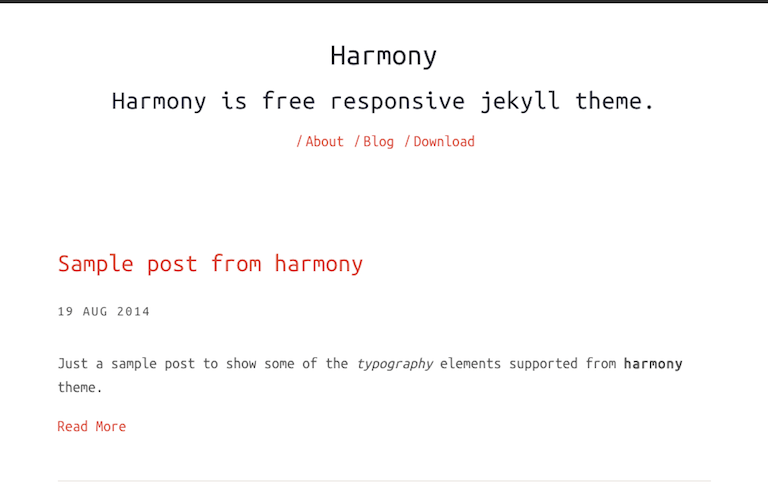 Harmony
Harmony is free responsive jekyll theme.
/About /Blog /Download
Sample post from harmony
19 AUG 2014
Just a sample post to show some of the typography elements supported from harmony
theme.
Read More